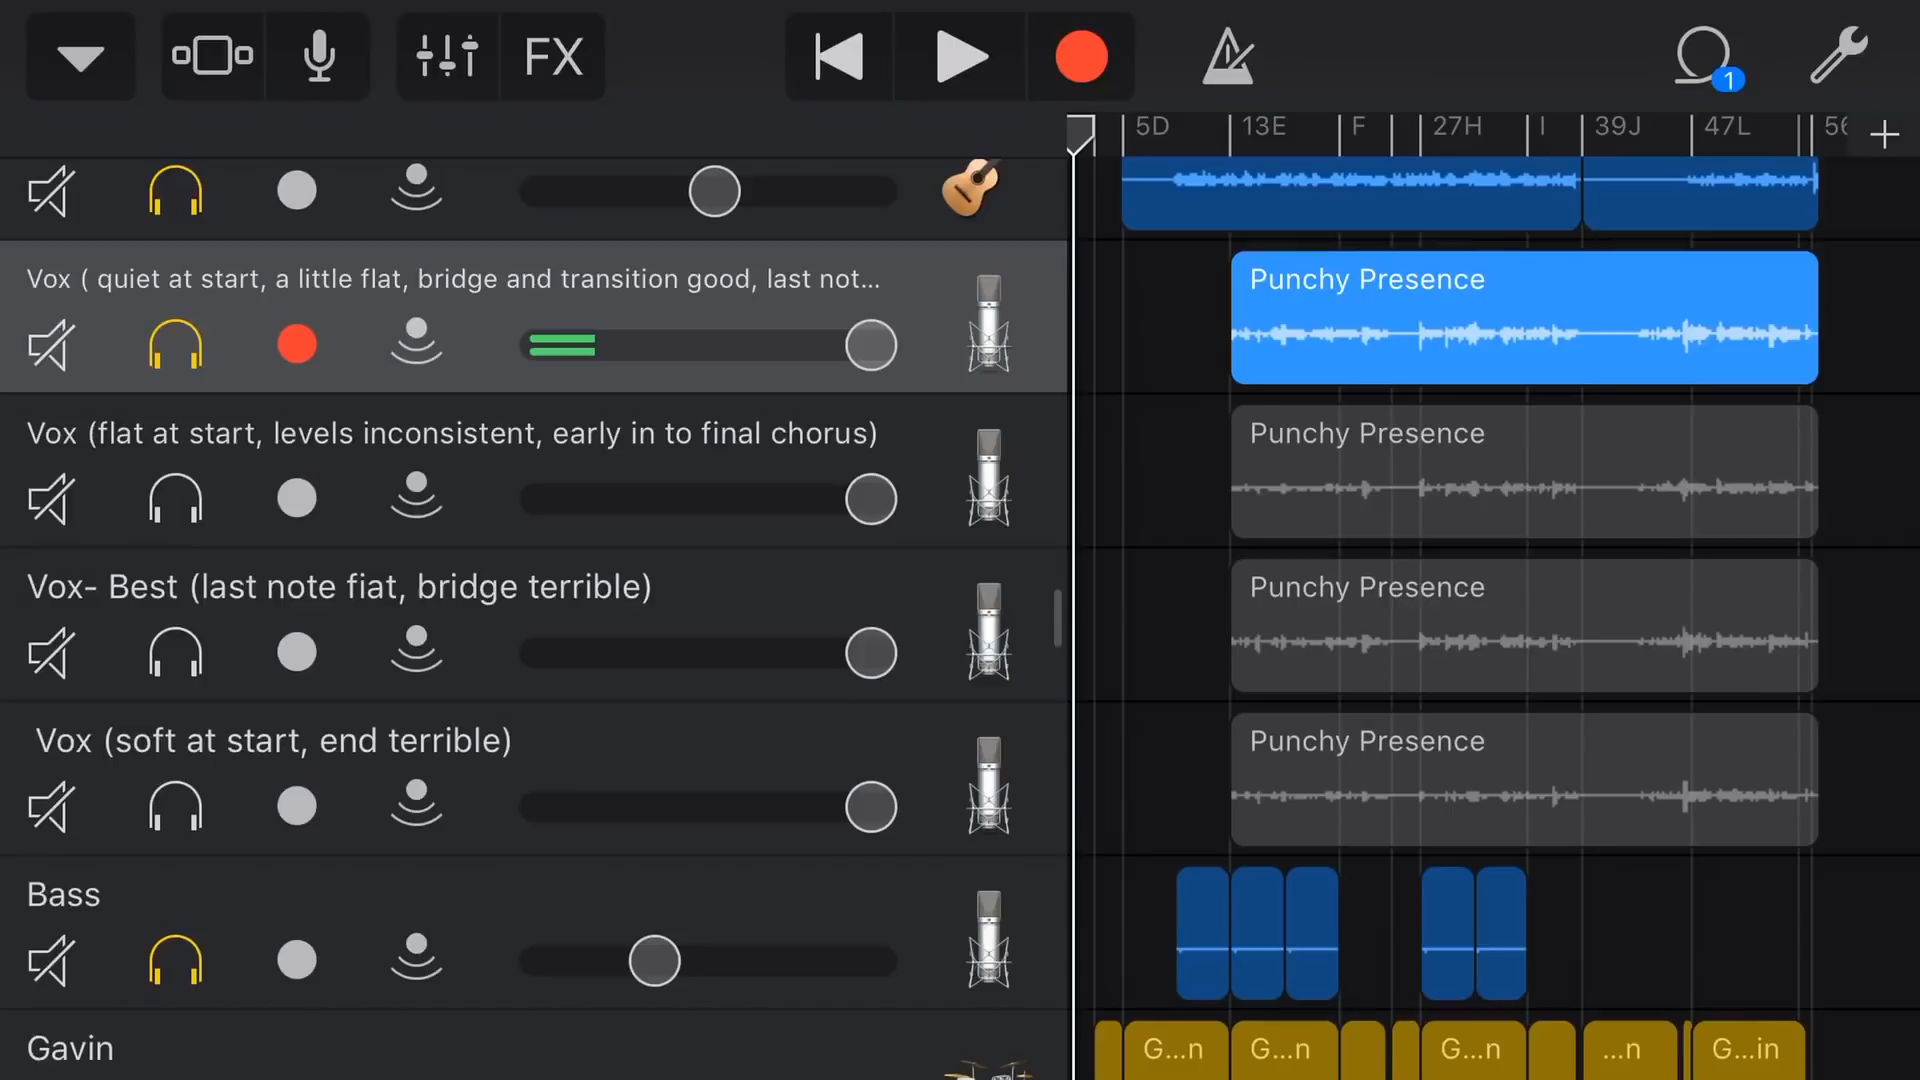 FX
1
5D 13E F 27H I 39J 47L 56
Vox ( quiet at start, a little flat, bridge and transition good, last not...
Punchy Presence
Vox (flat at start, levels inconsistent, early in to final chorus)
Punchy Presence
Vox- Best (last note fiat, bridge terrible)
Punchy Presence
Vox (soft at start, end terrible)
Punchy Presence
Bass
Gavin
G...n G...n G...n ...n G...in